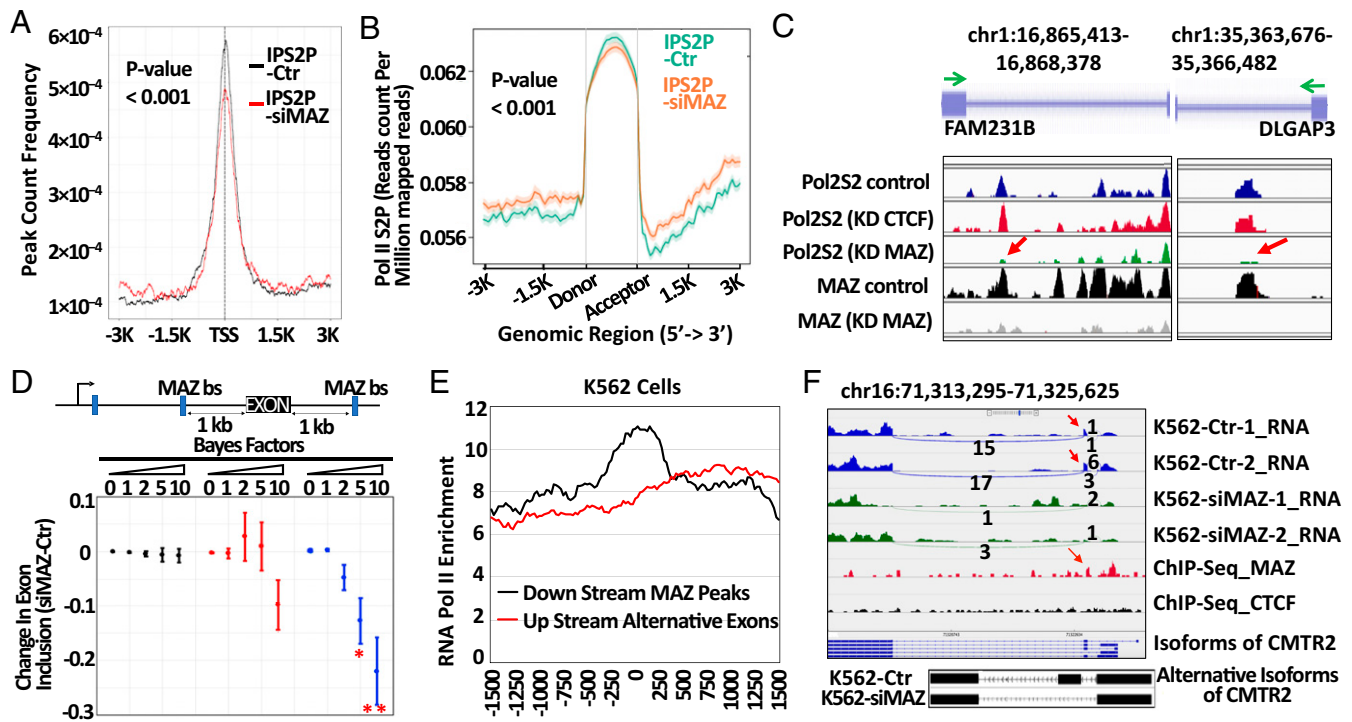 A
6×10⁻⁴
5×10⁻⁴
4×10⁻⁴
3×10⁻⁴
2×10⁻⁴
1×10⁻⁴
Peak Count Frequency
P-value
< 0.001
IPS2P
-Ctr
IPS2P
-siMAZ
-3K
-1.5K
TSS
1.5K
3K
B
Pol II S2P (Reads count Per
Million mapped reads)
0.062
0.060
0.058
0.056
P-value
< 0.001
IPS2P
-Ctr
IPS2P
-siMAZ
-3K
-1.5K
Donor
Acceptor
1.5K
3K
Genomic Region (5’-> 3’)
C
chr1:16,865,413-
16,868,378
chr1:35,363,676-
35,366,482
FAM231B
DLGAP3
Pol2S2 control
Pol2S2 (KD CTCF)
Pol2S2 (KD MAZ)
MAZ control
MAZ (KD MAZ)
D
MAZ bs
MAZ bs
EXON
1 kb
1 kb
Bayes Factors
0 1 2 5 10
0 1 2 5 10
0 1 2 5 10
Change In Exon
Inclusion (siMAZ-Ctr)
0.1
0
-0.1
-0.2
-0.3
*
* *
E
K562 Cells
RNA Pol II Enrichment
12
10
8
6
4
2
0
Down Stream MAZ Peaks
Up Stream Alternative Exons
-1500
-1250
-1000
-750
-500
-250
0
250
500
750
1000
1250
1500
F
chr16:71,313,295-71,325,625
1
15
1
K562-Ctr-1_RNA
6
17
3
K562-Ctr-2_RNA
2
1
K562-siMAZ-1_RNA
1
3
K562-siMAZ-2_RNA
ChIP-Seq_MAZ
ChIP-Seq_CTCF
Isoforms of CMTR2
K562-Ctr
K562-siMAZ
Alternative Isoforms
of CMTR2